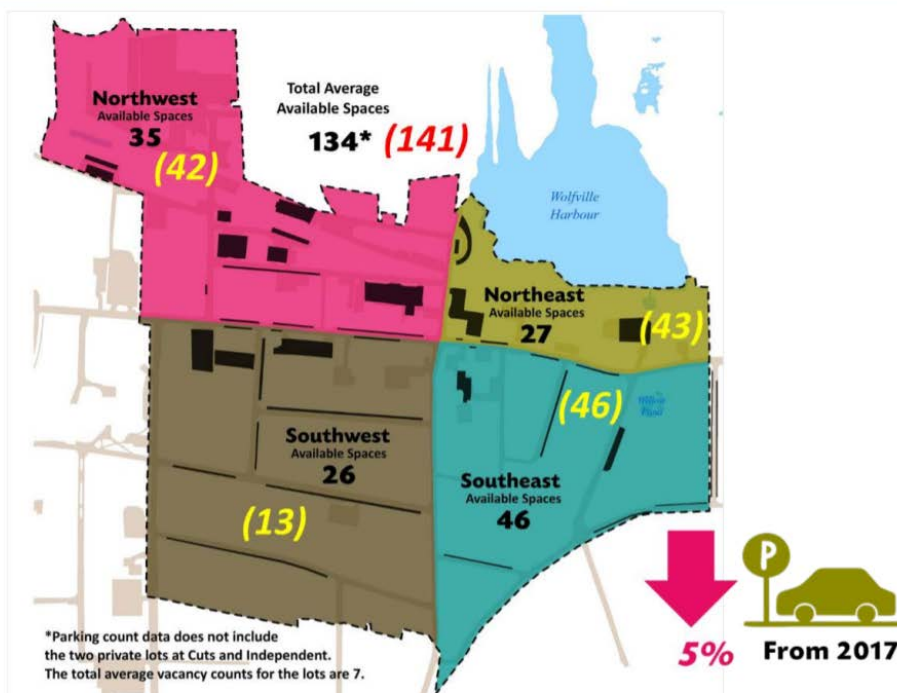 Northwest
Available Spaces
35
(42)
Total Average
Available Spaces
134* (141)
Wolfville
Harbour
Northeast
Available Spaces
27
(43)
(46)
Willow
Pond
Southwest
Available Spaces
26
(13)
Southeast
Available Spaces
46
*Parking count data does not include
the two private lots at Cuts and Independent.
The total average vacancy counts for the lots are 7.
P
5% From 2017